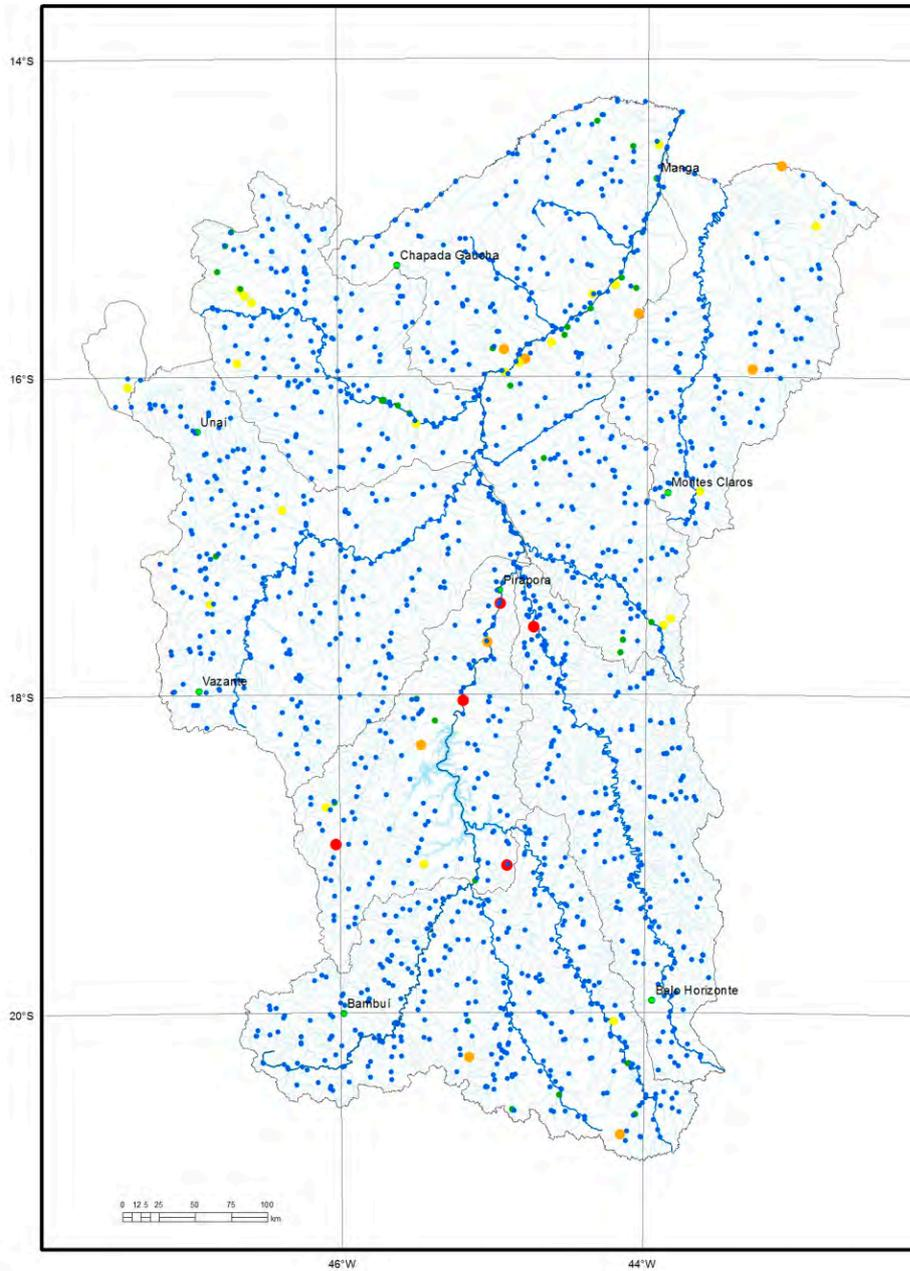 14°S
Manga
Chapada Gaúcha
16°S
Unaí
Montes Claros
Pirapora
18°S
Vazante
Belo Horizonte
Bambuí
20°S
0 12.5 25 50 75 100
km
46°W 44°W